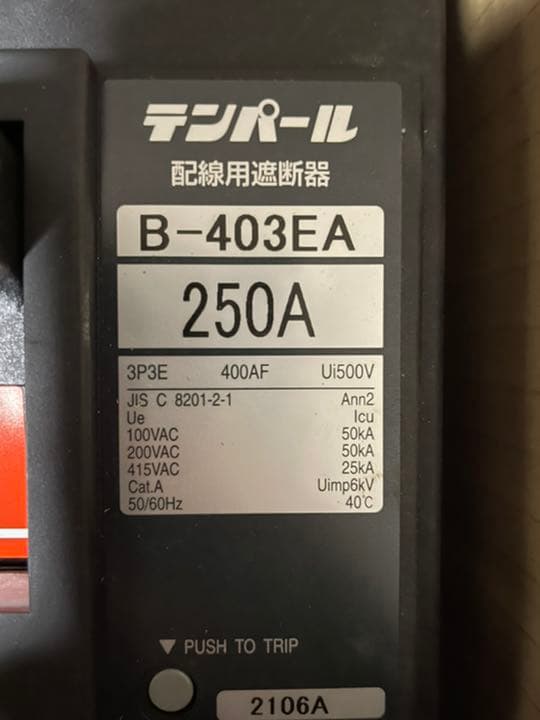 テンパール
配線用遮断器
B-403EA
250A
3P3E 400AF Ui500V
JIS C 8201-2-1 Ann2
Ue Icu
100VAC 50kA
200VAC 50kA
415VAC 25kA
Cat.A Uimp6kV
50/60Hz 40℃
▼ PUSH TO TRIP
2106A